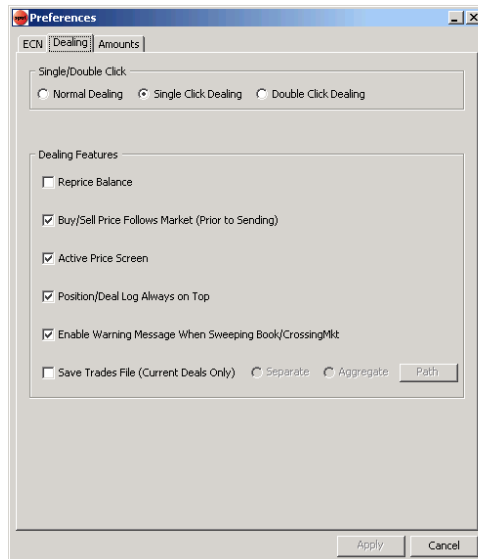 Preferences
ECN Dealing Amounts
Single/Double Click
Normal Dealing Single Click Dealing Double Click Dealing
Dealing Features
Reprice Balance
Buy/Sell Price Follows Market (Prior to Sending)
Active Price Screen
Position/Deal Log Always on Top
Enable Warning Message When Sweeping Book/CrossingMkt
Save Trades File (Current Deals Only) Separate Aggregate Path
Apply Cancel